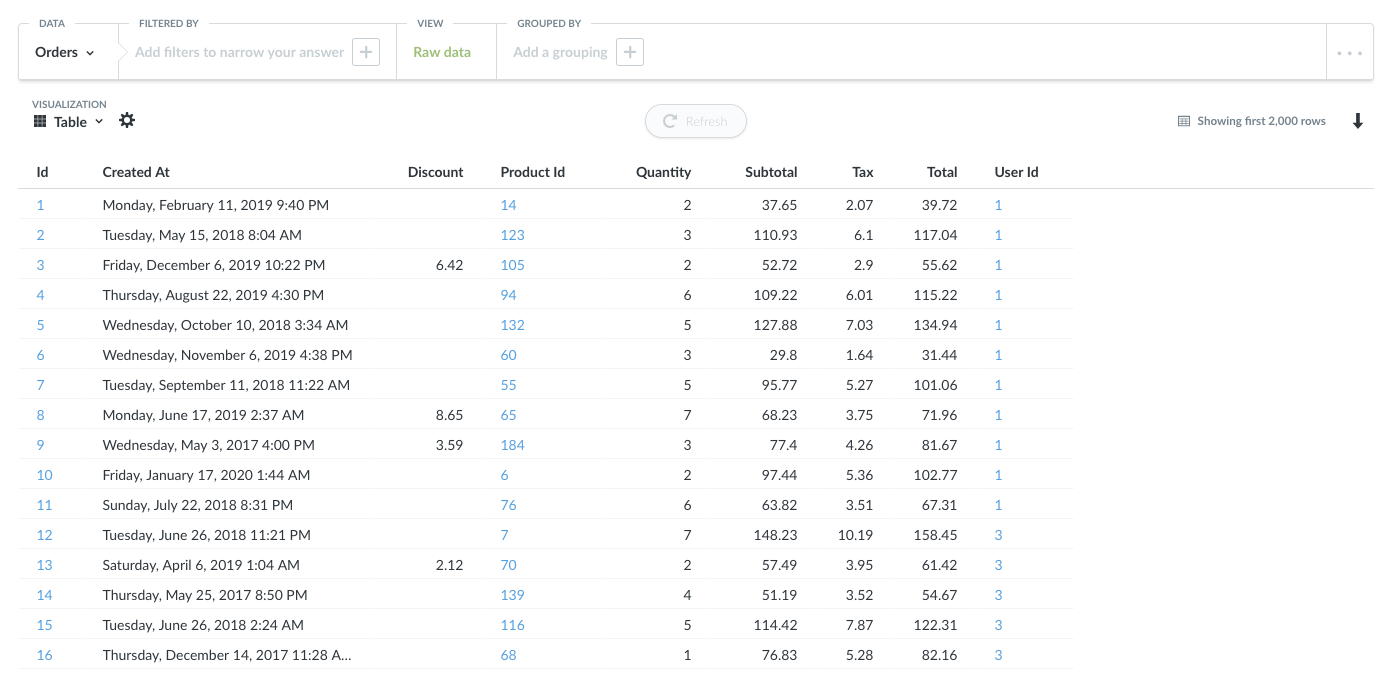 DATA FILTERED BY VIEW GROUPED BY
Orders Add filters to narrow your answer Raw data Add a grouping
VISUALIZATION
Table Refresh Showing first 2,000 rows
Id Created At Discount Product Id Quantity Subtotal Tax Total User Id
1 Monday, February 11, 2019 9:40 PM 14 2 37.65 2.07 39.72 1
2 Tuesday, May 15, 2018 8:04 AM 123 3 110.93 6.1 117.04 1
3 Friday, December 6, 2019 10:22 PM 6.42 105 2 52.72 2.9 55.62 1
4 Thursday, August 22, 2019 4:30 PM 94 6 109.22 6.01 115.22 1
5 Wednesday, October 10, 2018 3:34 AM 132 5 127.88 7.03 134.94 1
6 Wednesday, November 6, 2019 4:38 PM 60 3 29.8 1.64 31.44 1
7 Tuesday, September 11, 2018 11:22 AM 55 5 95.77 5.27 101.06 1
8 Monday, June 17, 2019 2:37 AM 8.65 65 7 68.23 3.75 71.96 1
9 Wednesday, May 3, 2017 4:00 PM 3.59 184 3 77.4 4.26 81.67 1
10 Friday, January 17, 2020 1:44 AM 6 2 97.44 5.36 102.77 1
11 Sunday, July 22, 2018 8:31 PM 76 6 63.82 3.51 67.31 1
12 Tuesday, June 26, 2018 11:21 PM 7 7 148.23 10.19 158.45 3
13 Saturday, April 6, 2019 1:04 AM 2.12 70 2 57.49 3.95 61.42 3
14 Thursday, May 25, 2017 8:50 PM 139 4 51.19 3.52 54.67 3
15 Tuesday, June 26, 2018 2:24 AM 116 5 114.42 7.87 122.31 3
16 Thursday, December 14, 2017 11:28 A... 68 1 76.83 5.28 82.16 3